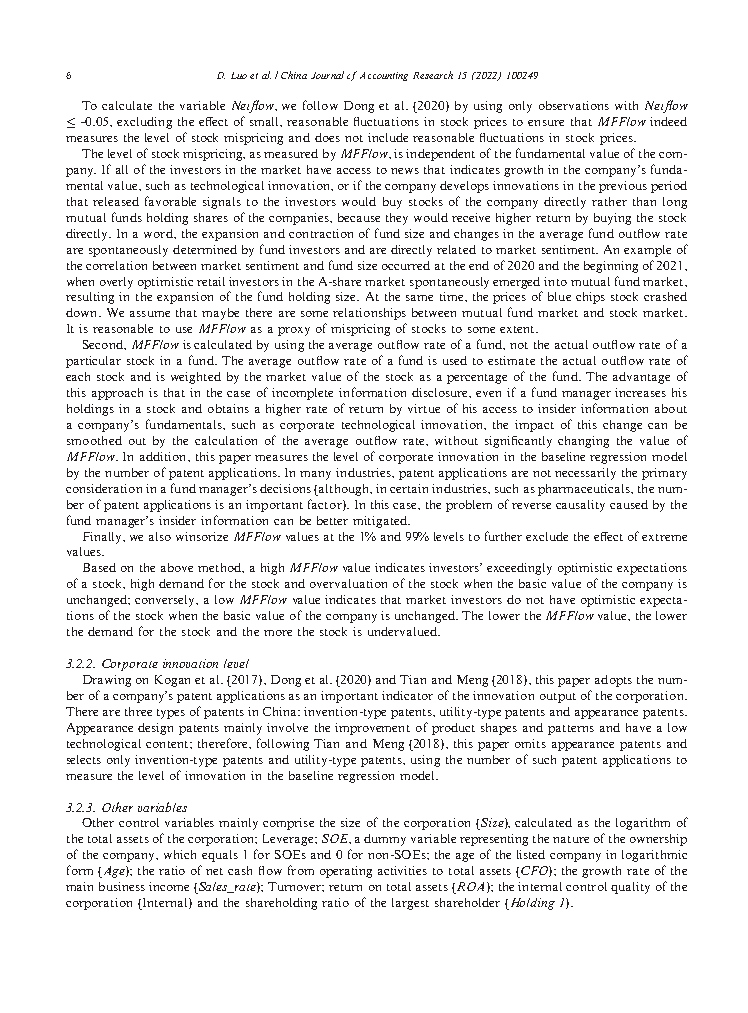 6
D. Luo et al. / China Journal of Accounting Research 15 (2022) 100249
To calculate the variable Netflow, we follow Dong et al. (2020) by using only observations with Netflow
≤ -0.05, excluding the effect of small, reasonable fluctuations in stock prices to ensure that MFFlow indeed
measures the level of stock mispricing and does not include reasonable fluctuations in stock prices.
The level of stock mispricing, as measured by MFFlow, is independent of the fundamental value of the com-
pany. If all of the investors in the market have access to news that indicates growth in the company's funda-
mental value, such as technological innovation, or if the company develops innovations in the previous period
that released favorable signals to the investors would buy stocks of the company directly rather than long
mutual funds holding shares of the companies, because they would receive higher return by buying the stock
directly. In a word, the expansion and contraction of fund size and changes in the average fund outflow rate
are spontaneously determined by fund investors and are directly related to market sentiment. An example of
the correlation between market sentiment and fund size occurred at the end of 2020 and the beginning of 2021,
when overly optimistic retail investors in the A-share market spontaneously emerged into mutual fund market,
resulting in the expansion of the fund holding size. At the same time, the prices of blue chips stock crashed
down. We assume that maybe there are some relationships between mutual fund market and stock market.
It is reasonable to use MFFlow as a proxy of mispricing of stocks to some extent.
Second, MFFlow is calculated by using the average outflow rate of a fund, not the actual outflow rate of a
particular stock in a fund. The average outflow rate of a fund is used to estimate the actual outflow rate of
each stock and is weighted by the market value of the stock as a percentage of the fund. The advantage of
this approach is that in the case of incomplete information disclosure, even if a fund manager increases his
holdings in a stock and obtains a higher rate of return by virtue of his access to insider information about
a company's fundamentals, such as corporate technological innovation, the impact of this change can be
smoothed out by the calculation of the average outflow rate, without significantly changing the value of
MFFlow. In addition, this paper measures the level of corporate innovation in the baseline regression model
by the number of patent applications. In many industries, patent applications are not necessarily the primary
consideration in a fund manager's decisions (although, in certain industries, such as pharmaceuticals, the num-
ber of patent applications is an important factor). In this case, the problem of reverse causality caused by the
fund manager's insider information can be better mitigated.
Finally, we also winsorize MFFlow values at the 1% and 99% levels to further exclude the effect of extreme
values.
Based on the above method, a high MFFlow value indicates investors' exceedingly optimistic expectations
of a stock, high demand for the stock and overvaluation of the stock when the basic value of the company is
unchanged; conversely, a low MFFlow value indicates that market investors do not have optimistic expecta-
tions of the stock when the basic value of the company is unchanged. The lower the MFFlow value, the lower
the demand for the stock and the more the stock is undervalued.
3.2.2. Corporate innovation level
Drawing on Kogan et al. (2017), Dong et al. (2020) and Tian and Meng (2018), this paper adopts the num-
ber of a company's patent applications as an important indicator of the innovation output of the corporation.
There are three types of patents in China: invention-type patents, utility-type patents and appearance patents.
Appearance design patents mainly involve the improvement of product shapes and patterns and have a low
technological content; therefore, following Tian and Meng (2018), this paper omits appearance patents and
selects only invention-type patents and utility-type patents, using the number of such patent applications to
measure the level of innovation in the baseline regression model.
3.2.3. Other variables
Other control variables mainly comprise the size of the corporation (Size), calculated as the logarithm of
the total assets of the corporation; Leverage; SOE, a dummy variable representing the nature of the ownership
of the company, which equals 1 for SOEs and 0 for non-SOEs; the age of the listed company in logarithmic
form (Age); the ratio of net cash flow from operating activities to total assets (CFO); the growth rate of the
main business income (Sales_rate); Turnover; return on total assets (ROA); the internal control quality of the
corporation (Internal) and the shareholding ratio of the largest shareholder (Holding 1).